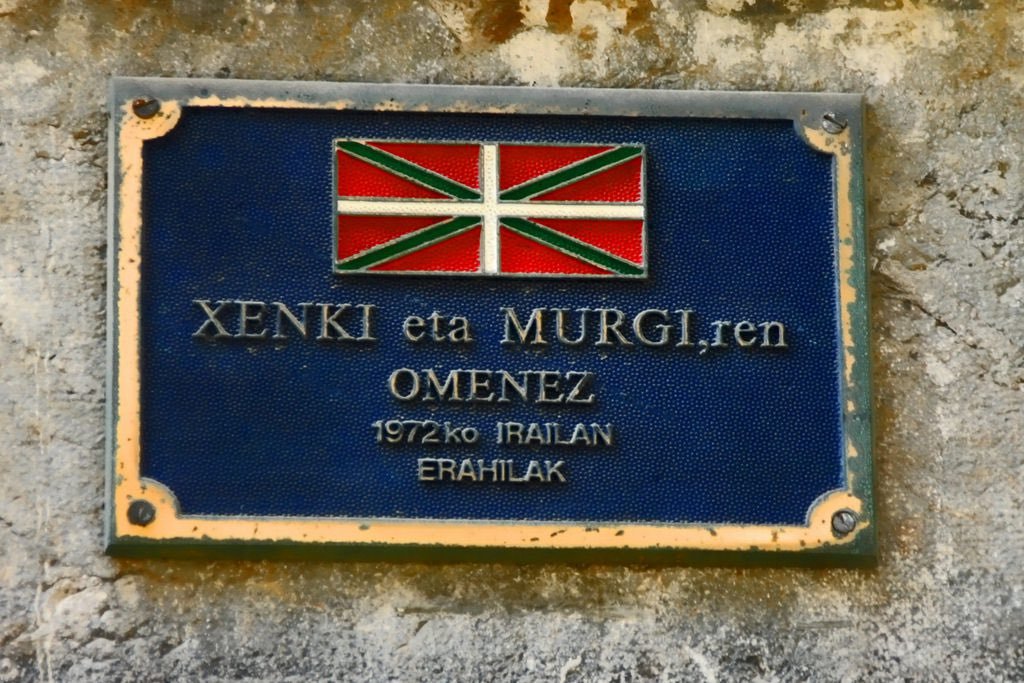 XENKI eta MURGI,ren
OMENEZ
1972ko IRAILAN
ERAHILAK